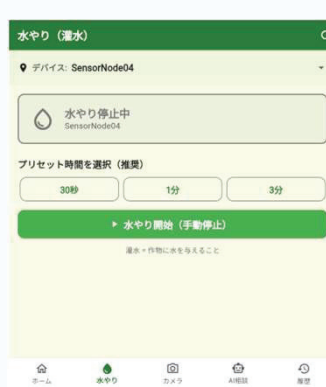 水やり（灌水）
デバイス: SensorNode04
水やり停止中
SensorNode04
プリセット時間を選択（推奨）
30秒
1分
3分
水やり開始（手動停止）
灌水 = 作物に水を与えること
ホーム
水やり
カメラ
AI相談
履歴